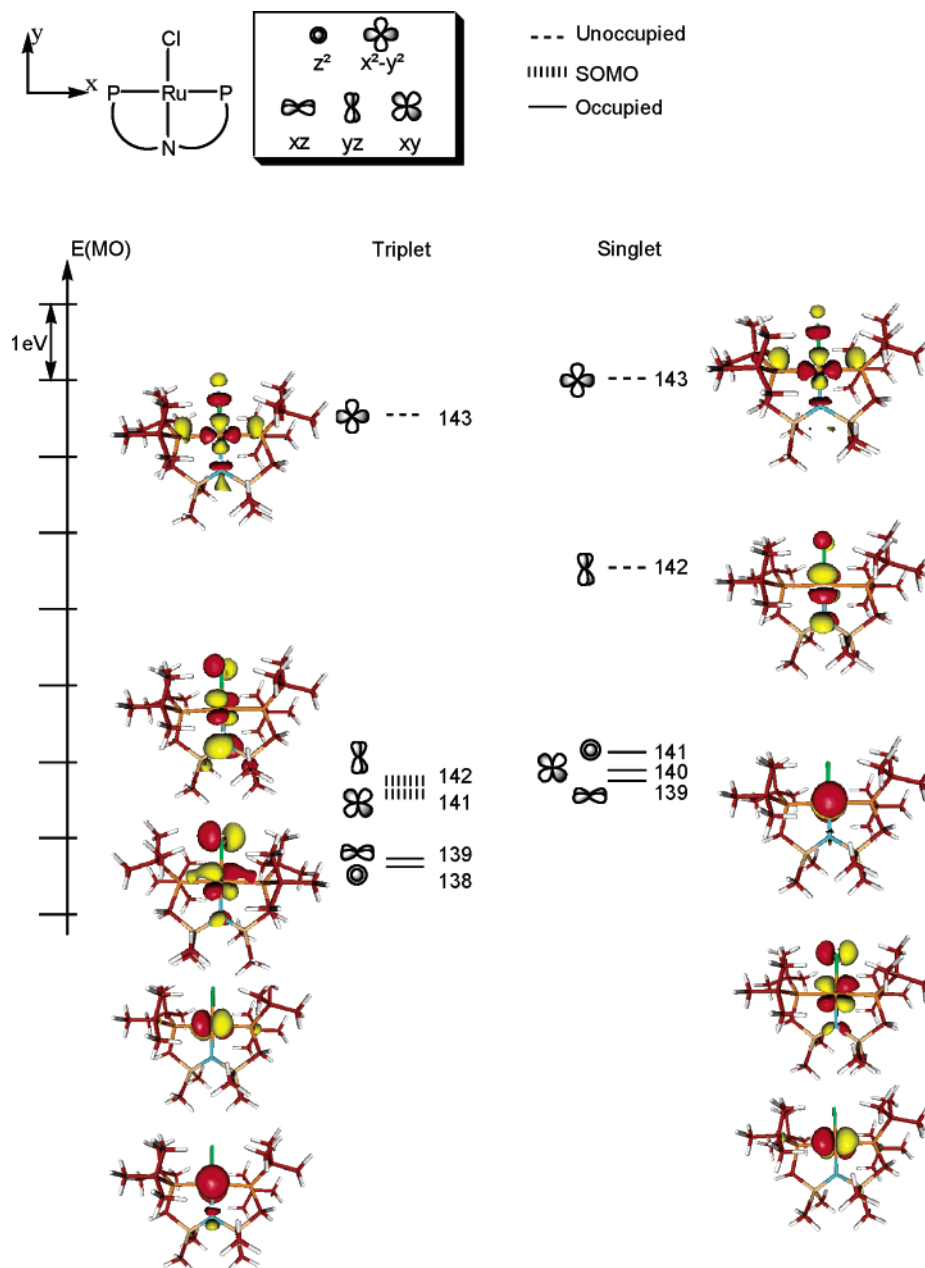 y
x
Cl
P
Ru
P
N
z² x²-y²
xz yz xy
Unoccupied
SOMO
Occupied
E(MO) Triplet Singlet
1eV
143
142
141
139
138
143
142
141
140
139